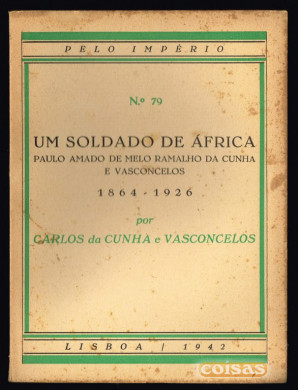 PELO IMPÉRIO
N.º 79
UM SOLDADO DE ÁFRICA
PAULO AMADO DE MELO RAMALHO DA CUNHA
E VASCONCELOS
1864 - 1926
por
CARLOS da CUNHA e VASCONCELOS
LISBOA / 1942
coisas